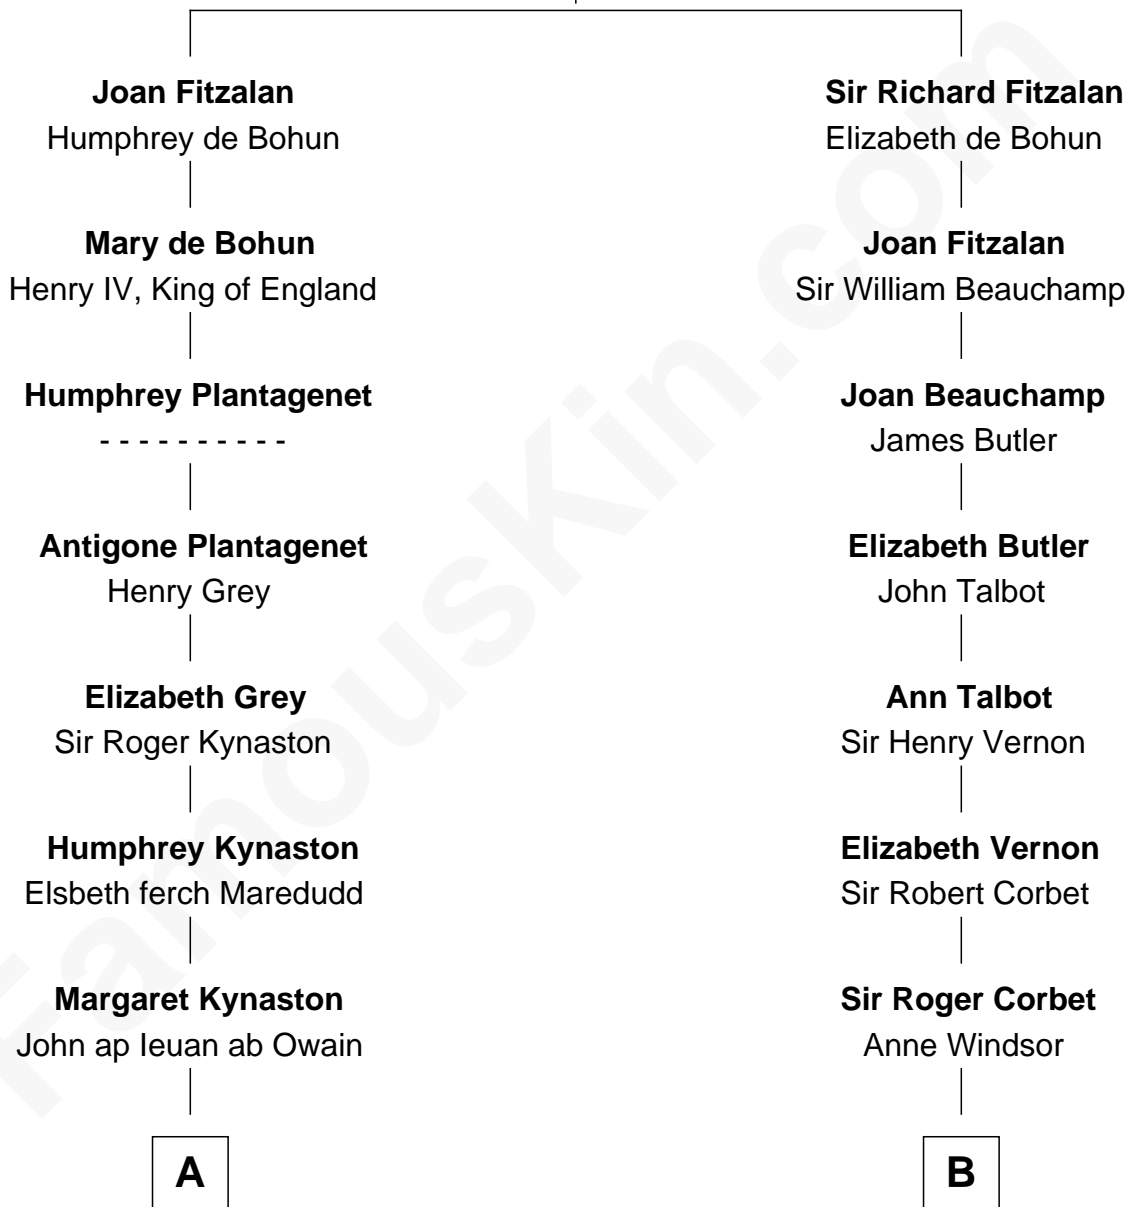 Joan Fitzalan
Humphrey de Bohun
Mary de Bohun
Henry IV, King of England
Humphrey Plantagenet
- - - - - - - - - -
Antigone Plantagenet
Henry Grey
Elizabeth Grey
Sir Roger Kynaston
Humphrey Kynaston
Elsbeth ferch Maredudd
Margaret Kynaston
John ap Ieuan ab Owain
A
Sir Richard Fitzalan
Elizabeth de Bohun
Joan Fitzalan
Sir William Beauchamp
Joan Beauchamp
James Butler
Elizabeth Butler
John Talbot
Ann Talbot
Sir Henry Vernon
Elizabeth Vernon
Sir Robert Corbet
Sir Roger Corbet
Anne Windsor
B
FamousKin.com